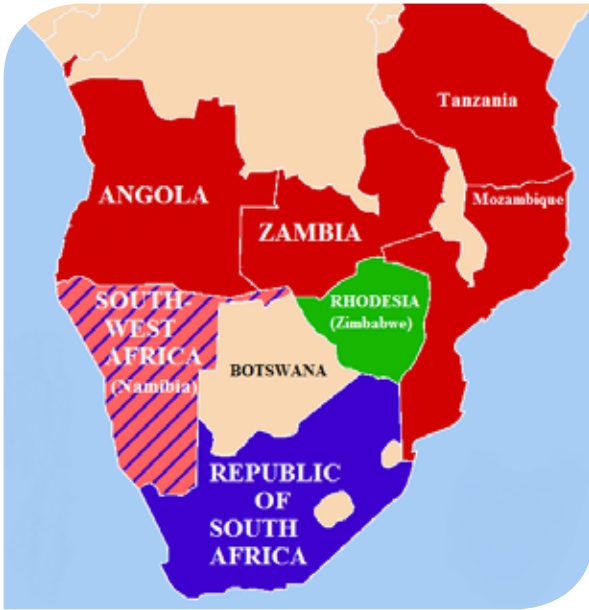 Tanzania
ANGOLA
Mozambique
ZAMBIA
SOUTH-
WEST
AFRICA
(Namibia)
RHODESIA
(Zimbabwe)
BOTSWANA
REPUBLIC
OF
SOUTH
AFRICA